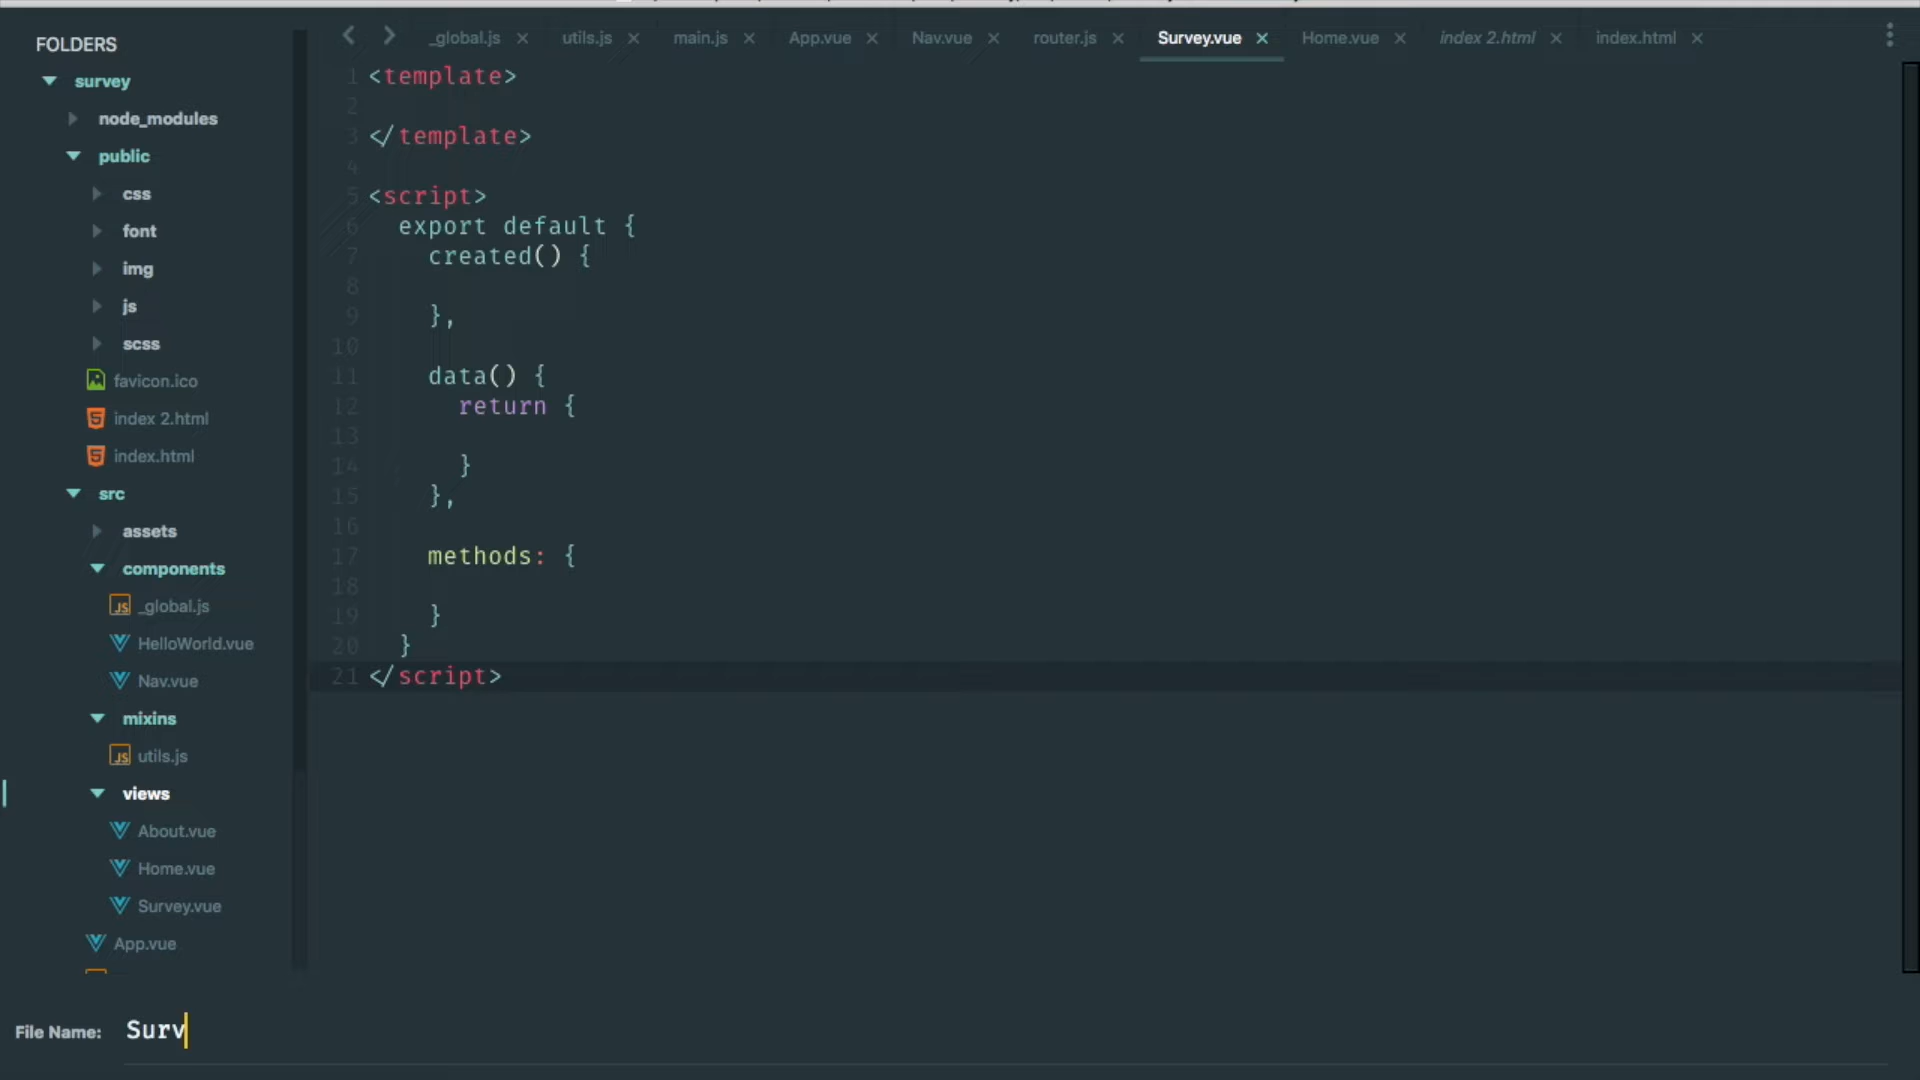 FOLDERS
survey
node_modules
public
css
font
img
js
scss
favicon.ico
index 2.html
index.html
src
assets
components
_global.js
HelloWorld.vue
Nav.vue
mixins
utils.js
views
About.vue
Home.vue
Survey.vue
App.vue
_global.js utils.js main.js App.vue Nav.vue router.js Survey.vue Home.vue index 2.html index.html
1 <template>
2
3 </template>
4
5 <script>
6 export default {
7 created() {
8
9 },
10
11 data() {
12 return {
13
14 }
15 },
16
17 methods: {
18
19 }
20 }
21 </script>
File Name: Surv